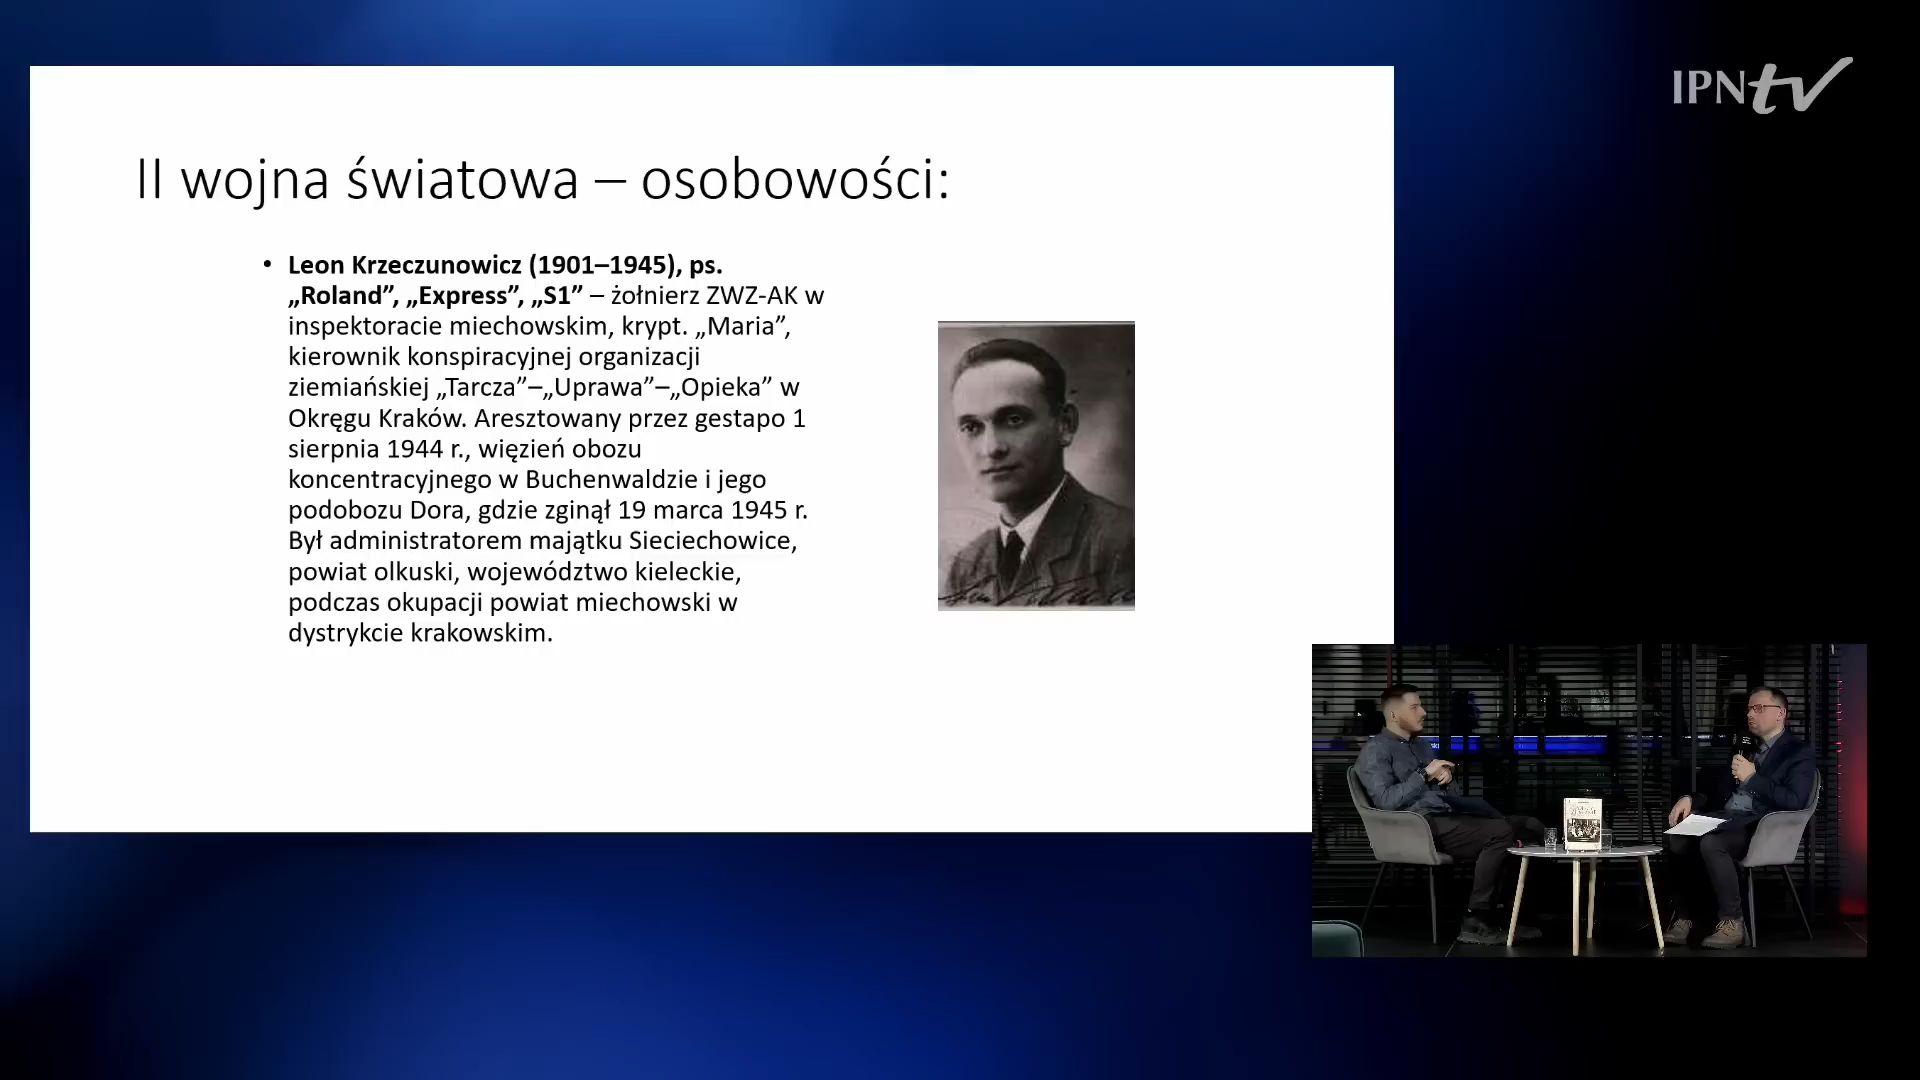 IPNtv
II wojna światowa – osobowości:
• Leon Krzeczunowicz (1901–1945), ps.
„Roland”, „Express”, „S1” – żołnierz ZWZ-AK w
inspektoracie miechowskim, krypt. „Maria”,
kierownik konspiracyjnej organizacji
ziemiańskiej „Tarcza”–„Uprawa”–„Opieka” w
Okręgu Kraków. Aresztowany przez gestapo 1
sierpnia 1944 r., więzień obozu
koncentracyjnego w Buchenwaldzie i jego
podobozu Dora, gdzie zginął 19 marca 1945 r.
Był administratorem majątku Sieciechowice,
powiat olkuski, województwo kieleckie,
podczas okupacji powiat miechowski w
dystrykcie krakowskim.